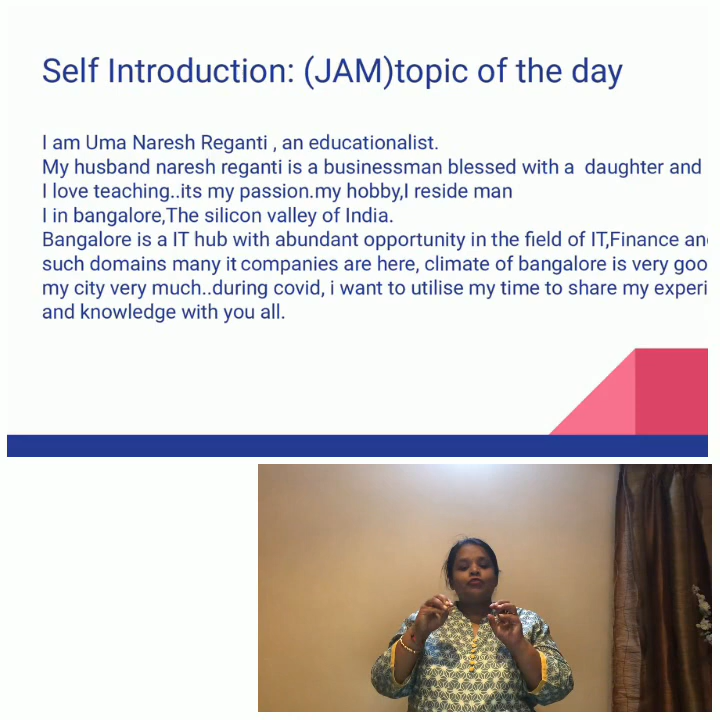 Self Introduction: (JAM)topic of the day
I am Uma Naresh Reganti , an educationalist.
My husband naresh reganti is a businessman blessed with a daughter and
I love teaching..its my passion.my hobby,I reside man
I in bangalore,The silicon valley of India.
Bangalore is a IT hub with abundant opportunity in the field of IT,Finance
such domains many it companies are here, climate of bangalore is very
my city very much..during covid, i want to utilise my time to share my
and knowledge with you all.